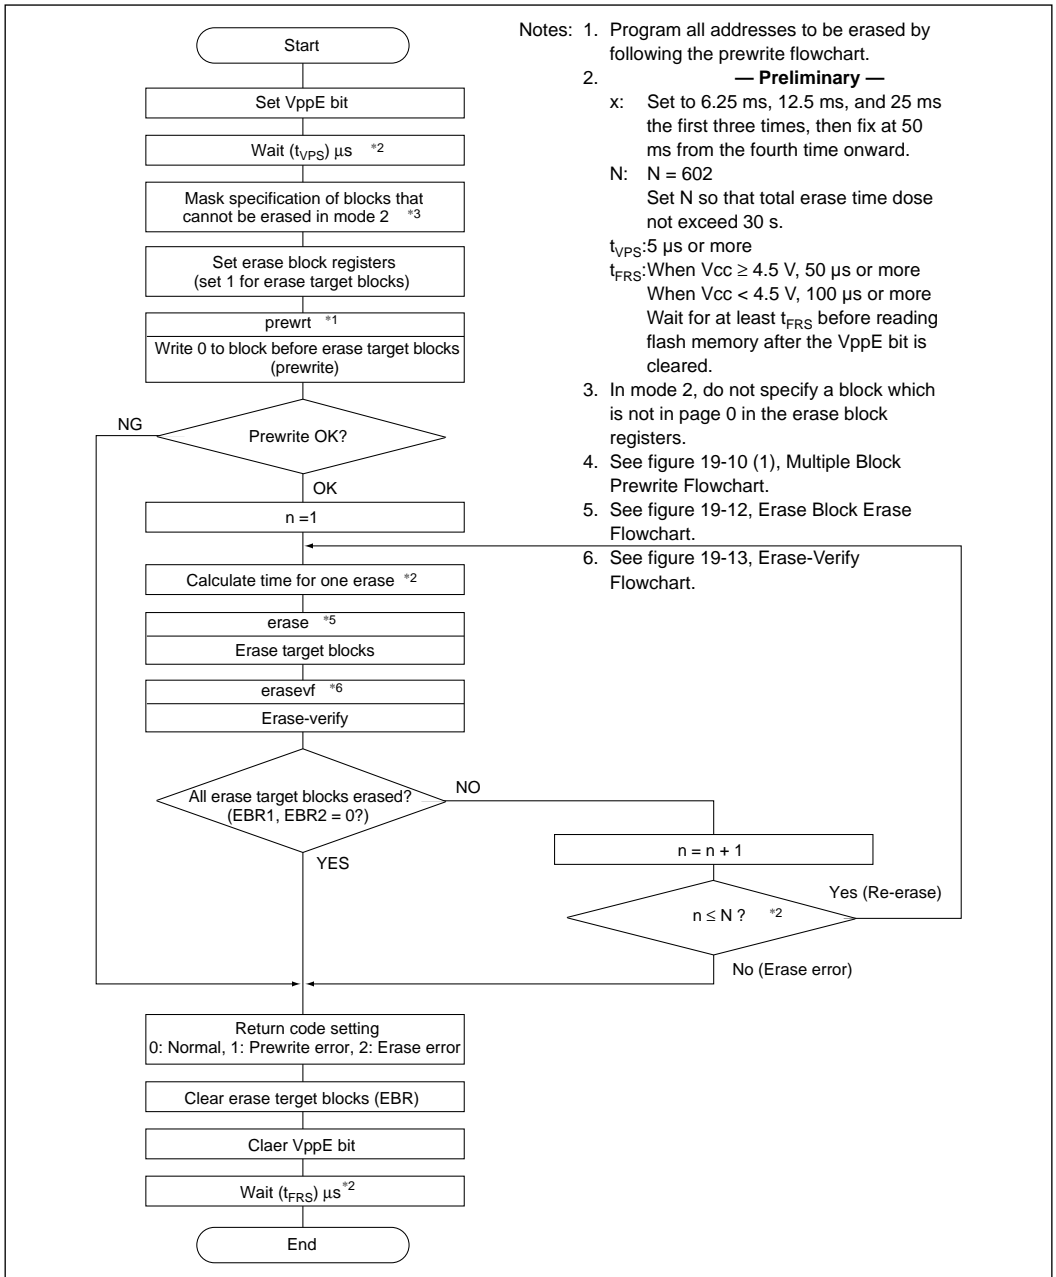 Start
Set VppE bit
Wait (tVPS) µs *2
Mask specification of blocks that
cannot be erased in mode 2 *3
Set erase block registers
(set 1 for erase target blocks)
prewrt *1
Write 0 to block before erase target blocks
(prewrite)
NG
Prewrite OK?
OK
n =1
Calculate time for one erase *2
erase *5
Erase target blocks
erasevf *6
Erase-verify
All erase target blocks erased?
(EBR1, EBR2 = 0?)
NO
YES
n = n + 1
n ≤ N ? *2
Yes (Re-erase)
No (Erase error)
Return code setting
0: Normal, 1: Prewrite error, 2: Erase error
Clear erase terget blocks (EBR)
Claer VppE bit
Wait (tFRS) µs*2
End
Notes: 1. Program all addresses to be erased by
following the prewrite flowchart.
2. — Preliminary —
x: Set to 6.25 ms, 12.5 ms, and 25 ms
the first three times, then fix at 50
ms from the fourth time onward.
N: N = 602
Set N so that total erase time dose
not exceed 30 s.
tVPS:5 µs or more
tFRS:When Vcc ≥ 4.5 V, 50 µs or more
When Vcc < 4.5 V, 100 µs or more
Wait for at least tFRS before reading
flash memory after the VppE bit is
cleared.
3. In mode 2, do not specify a block which
is not in page 0 in the erase block
registers.
4. See figure 19-10 (1), Multiple Block
Prewrite Flowchart.
5. See figure 19-12, Erase Block Erase
Flowchart.
6. See figure 19-13, Erase-Verify
Flowchart.